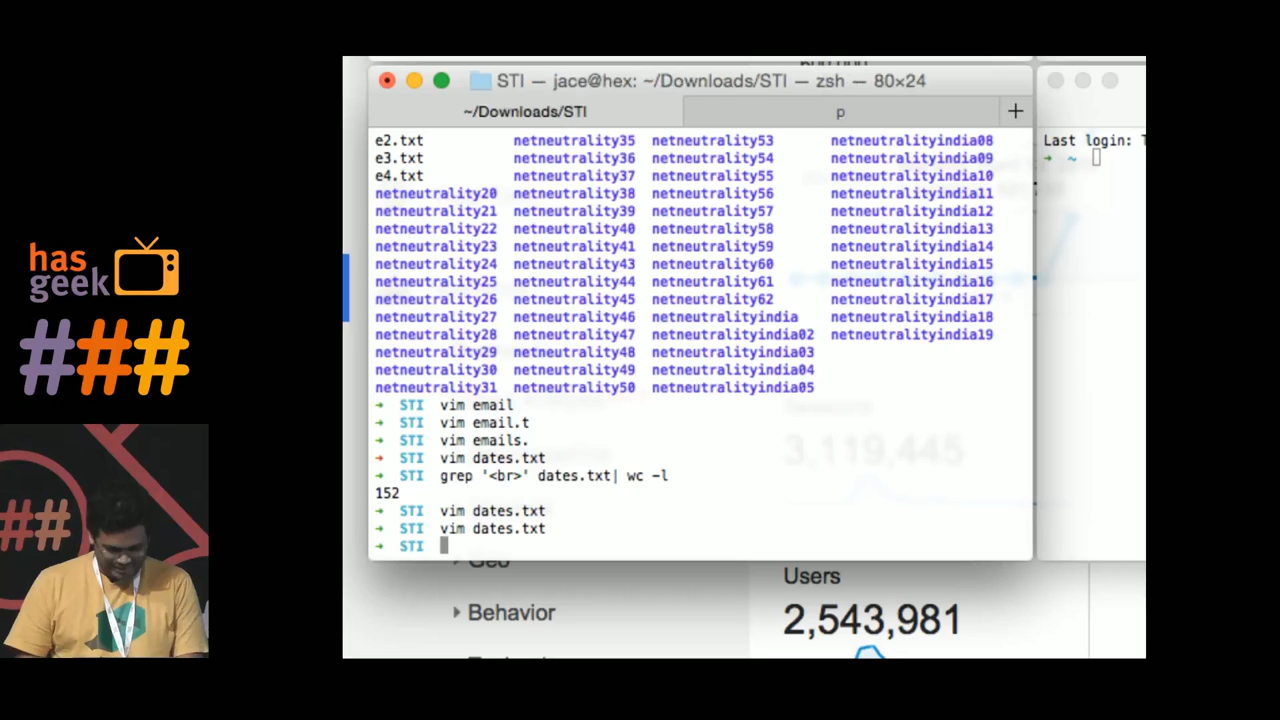 has
geek
###
##
STI — jace@hex: ~/Downloads/STI — zsh — 80×24
~/Downloads/STI
p
+
e2.txt netneutrality35 netneutrality53 netneutralityindia08
e3.txt netneutrality36 netneutrality54 netneutralityindia09
e4.txt netneutrality37 netneutrality55 netneutralityindia10
netneutrality20 netneutrality38 netneutrality56 netneutralityindia11
netneutrality21 netneutrality39 netneutrality57 netneutralityindia12
netneutrality22 netneutrality40 netneutrality58 netneutralityindia13
netneutrality23 netneutrality41 netneutrality59 netneutralityindia14
netneutrality24 netneutrality43 netneutrality60 netneutralityindia15
netneutrality25 netneutrality44 netneutrality61 netneutralityindia16
netneutrality26 netneutrality45 netneutrality62 netneutralityindia17
netneutrality27 netneutrality46 netneutralityindia netneutralityindia18
netneutrality28 netneutrality47 netneutralityindia02 netneutralityindia19
netneutrality29 netneutrality48 netneutralityindia03
netneutrality30 netneutrality49 netneutralityindia04
netneutrality31 netneutrality50 netneutralityindia05
→ STI vim email
→ STI vim email.t
→ STI vim emails.
→ STI vim dates.txt
→ STI grep '<br>' dates.txt| wc -l
152
→ STI vim dates.txt
→ STI vim dates.txt
→ STI
Last login:
→ ~
3,119,445
Geo
Behavior
Users
2,543,981